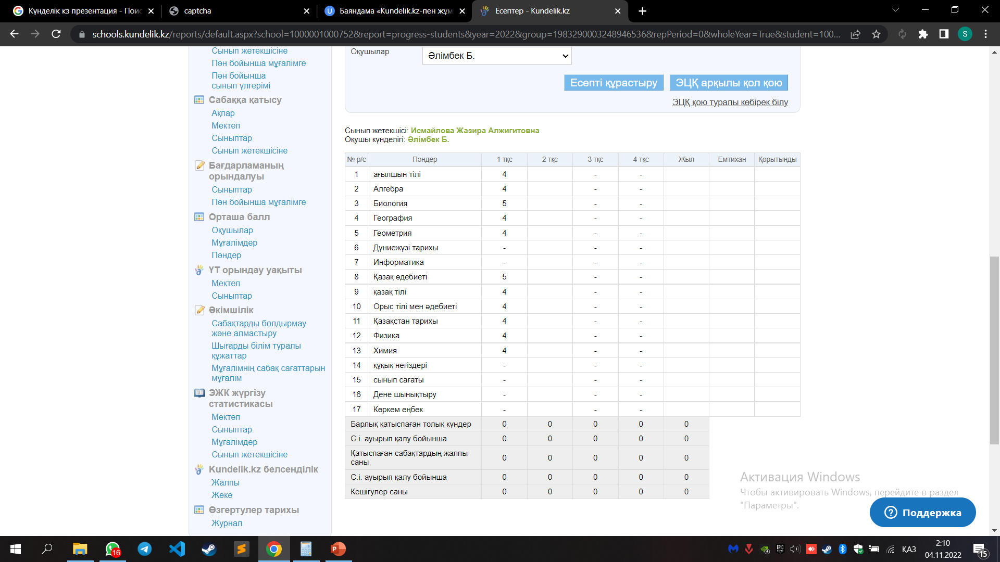 Күнделік кз презентация - Пои
captcha
Баяндама «Kundelik.kz-пен жұм
Есептер - Kundelik.kz
schools.kundelik.kz/reports/default.aspx?school=1000001000752&report=progress-students&year=2022&group=1983290003248946536&repPeriod=0&wholeYear=True&student=100...
S
Сынып жетекшісіне
Пән бойынша мұғалімге
Пән бойынша
сынып үлгерімі
Сабаққа қатысу
Ақпар
Мектеп
Сыныптар
Сынып жетекшісіне
Бағдарламаның
орындалуы
Сыныптар
Пән бойынша мұғалімге
Орташа балл
Оқушылар
Мұғалімдер
Пәндер
ҮТ орындау уақыты
Мектеп
Сыныптар
Әкімшілік
Сабақтарды болдырмау
және алмастыру
Шығарды білім туралы
құжаттар
Мұғалімнің сабақ сағаттарын
мұғалім
ЭЖК жүргізу
статистикасы
Мектеп
Сыныптар
Мұғалімдер
Сынып жетекшісіне
Kundelik.kz белсенділік
Жалпы
Жеке
Өзгертулер тарихы
Журнал
Оқушылар Әлімбек Б.
Есепті құрастыру ЭЦҚ арқылы қол қою
ЭЦҚ қою туралы көбірек білу
Сынып жетекшісі: Исмайлова Жазира Алжигитовна
Оқушы күнделігі: Әлімбек Б.
№ р/с Пәндер 1 тқс 2 тқс 3 тқс 4 тқс Жыл Емтихан Қорытынды
1 ағылшын тілі 4 - -
2 Алгебра 4 - -
3 Биология 5 - -
4 География 4 - -
5 Геометрия 4 - -
6 Дүниежүзі тарихы - - -
7 Информатика - - -
8 Қазақ әдебиеті 5 - -
9 қазақ тілі 4 - -
10 Орыс тілі мен әдебиеті 4 - -
11 Қазақстан тарихы 4 - -
12 Физика 4 - -
13 Химия 4 - -
14 құқық негіздері - - -
15 сынып сағаты - - -
16 Дене шынықтыру - - -
17 Көркем еңбек - - -
Барлық қатыспаған толық күндер 0 0 0 0 0
С.і. ауырып қалу бойынша 0 0 0 0 0
Қатыспаған сабақтардың жалпы
саны 0 0 0 0 0
С.і. ауырып қалу бойынша 0 0 0 0 0
Кешігулер саны 0 0 0 0 0
Активация Windows
Чтобы активировать Windows, перейдите в раздел
"Параметры".
Поддержка
16
ҚАЗ
2:10
04.11.2022
15